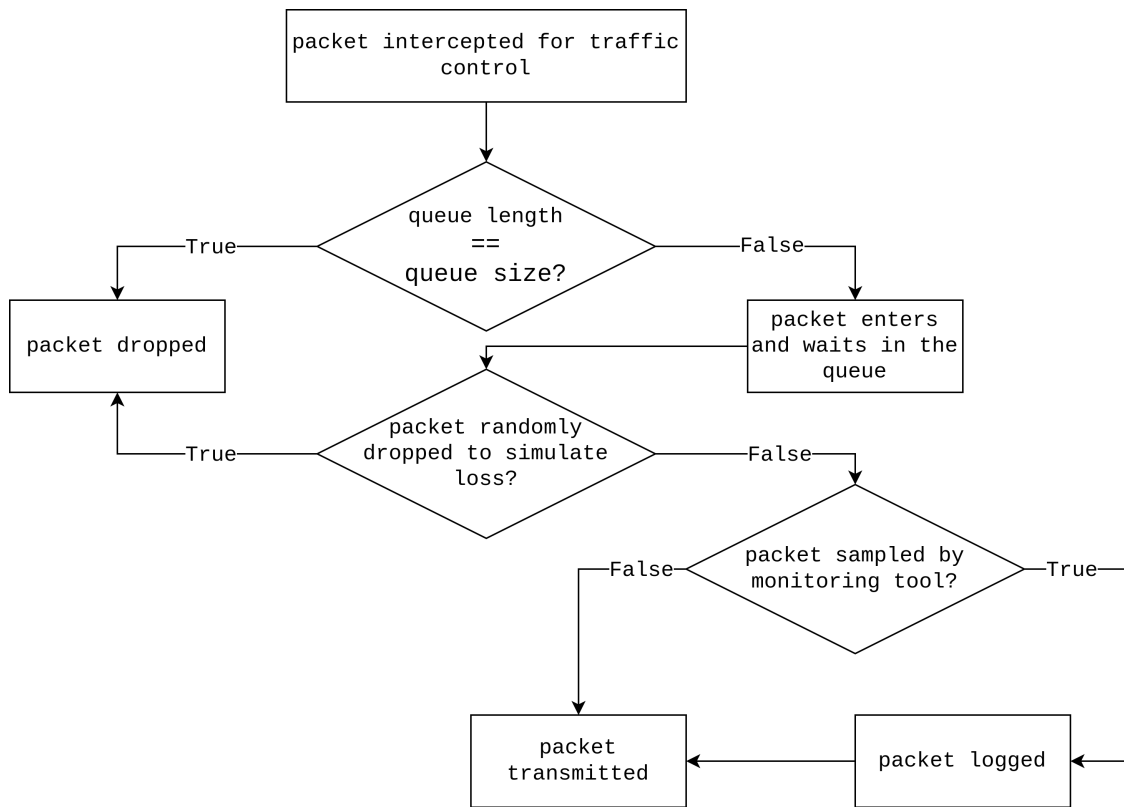 packet intercepted for traffic
control
queue length
==
queue size?
True
False
packet dropped
packet enters
and waits in the
queue
packet randomly
dropped to simulate
loss?
True
False
packet sampled by
monitoring tool?
False
True
packet
transmitted
packet logged